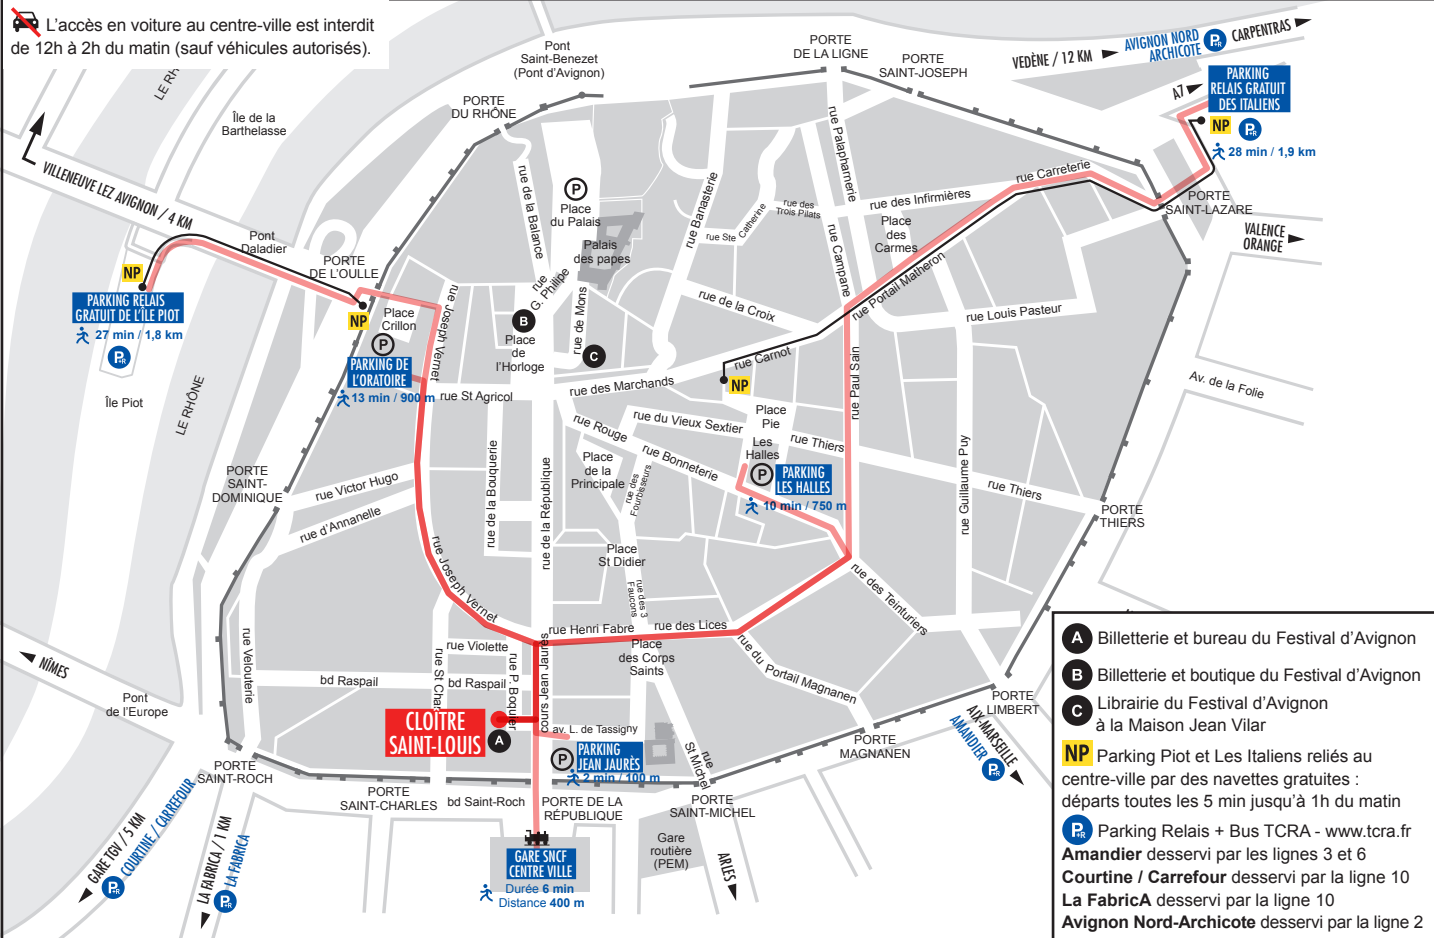 L'accès en voiture au centre-ville est interdit
de 12h à 2h du matin (sauf véhicules autorisés).
Pont
Saint-Benezet
(Pont d'Avignon)
PORTE
DE LA LIGNE
PORTE
SAINT-JOSEPH
VEDÈNE / 12 KM
AVIGNON NORD
ARCHICOTE
P+R
CARPENTRAS
A7
PARKING
RELAIS GRATUIT
DES ITALIENS
NP
P+R
28 min / 1,9 km
LE RH
Île de la
Barthelasse
PORTE
DU RHÔNE
VILLENEUVE LEZ AVIGNON / 4 KM
Pont
Daladier
PORTE
DE L'OULLE
NP
PARKING RELAIS
GRATUIT DE L'ÎLE PIOT
27 min / 1,8 km
P+R
Île Piot
LE RHÔNE
NP
Place
Crillon
P
PARKING DE
L'ORATOIRE
13 min / 900 m
rue Joseph Vernet
rue St Agricol
rue de la Balance
P
Place
du Palais
Palais
des papes
rue
G. Philipe
rue de Mons
B
Place
de
l'Horloge
C
rue des Marchands
rue Banasterie
rue Ste Catherine
rue des
Trois Pilats
rue Palapharnerie
rue Campane
rue des Infirmières
Place
des
Carmes
rue Carreterie
PORTE
SAINT-LAZARE
VALENCE
ORANGE
rue Portail Matheron
rue de la Croix
rue Louis Pasteur
rue Carnot
NP
rue Paul Sain
Av. de la Folie
Place
Pie
Les
Halles
P
PARKING
LES HALLES
10 min / 750 m
rue du Vieux Sextier
rue Thiers
rue Thiers
rue Rouge
rue Bonneterie
Place
de la
Principale
rue des
Fourbisseurs
rue Guillaume Puy
PORTE
THIERS
PORTE
SAINT-
DOMINIQUE
rue Victor Hugo
rue d'Annanelle
rue de la Bouquerie
rue de la République
Place
St Didier
rue des 3
Faucons
rue Joseph Vernet
rue Henri Fabre
rue des Lices
rue des Teinturiers
Place
des Corps
Saints
rue du Portail Magnanen
rue Velouterie
rue Violette
bd Raspail
bd Raspail
rue St Char
rue P. Boquier
cours Jean Jaurès
CLOÎTRE
SAINT-LOUIS
A
av. L. de Tassigny
P
PARKING
JEAN JAURÈS
2 min / 100 m
rue
St Michel
NÎMES
Pont
de l'Europe
PORTE
SAINT-ROCH
PORTE
SAINT-CHARLES
bd Saint-Roch
PORTE DE LA
RÉPUBLIQUE
PORTE
SAINT-MICHEL
PORTE
MAGNANEN
PORTE
LIMBERT
AIX-MARSEILLE
AMANDIER
P+R
GARE TGV / 5 KM
COURTINE / CARREFOUR
P+R
LA FABRICA / 1 KM
LA FABRICA
P+R
GARE SNCF
CENTRE VILLE
Durée 6 min
Distance 400 m
Gare
routière
(PEM)
ARLES
A Billetterie et bureau du Festival d'Avignon
B Billetterie et boutique du Festival d'Avignon
C Librairie du Festival d'Avignon
à la Maison Jean Vilar
NP Parking Piot et Les Italiens reliés au
centre-ville par des navettes gratuites :
départs toutes les 5 min jusqu'à 1h du matin
P+R Parking Relais + Bus TCRA - www.tcra.fr
Amandier desservi par les lignes 3 et 6
Courtine / Carrefour desservi par la ligne 10
La FabricA desservi par la ligne 10
Avignon Nord-Archicote desservi par la ligne 2